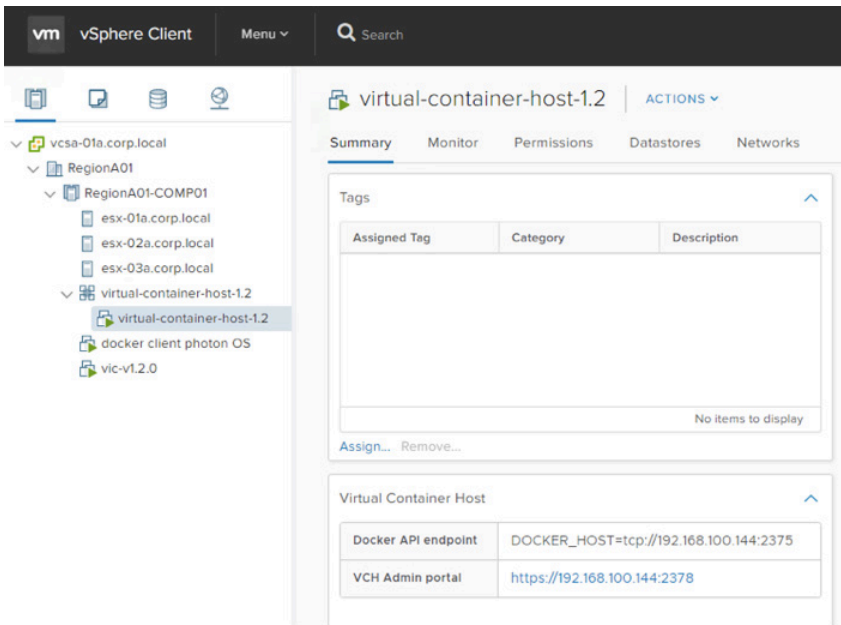 vm vSphere Client Menu Search
vcsa-01a.corp.local
RegionA01
RegionA01-COMP01
esx-01a.corp.local
esx-02a.corp.local
esx-03a.corp.local
virtual-container-host-1.2
virtual-container-host-1.2
docker client photon OS
vic-v1.2.0
virtual-container-host-1.2 ACTIONS
Summary Monitor Permissions Datastores Networks
Tags
Assigned Tag Category Description
No items to display
Assign... Remove...
Virtual Container Host
Docker API endpoint DOCKER_HOST=tcp://192.168.100.144:2375
VCH Admin portal https://192.168.100.144:2378